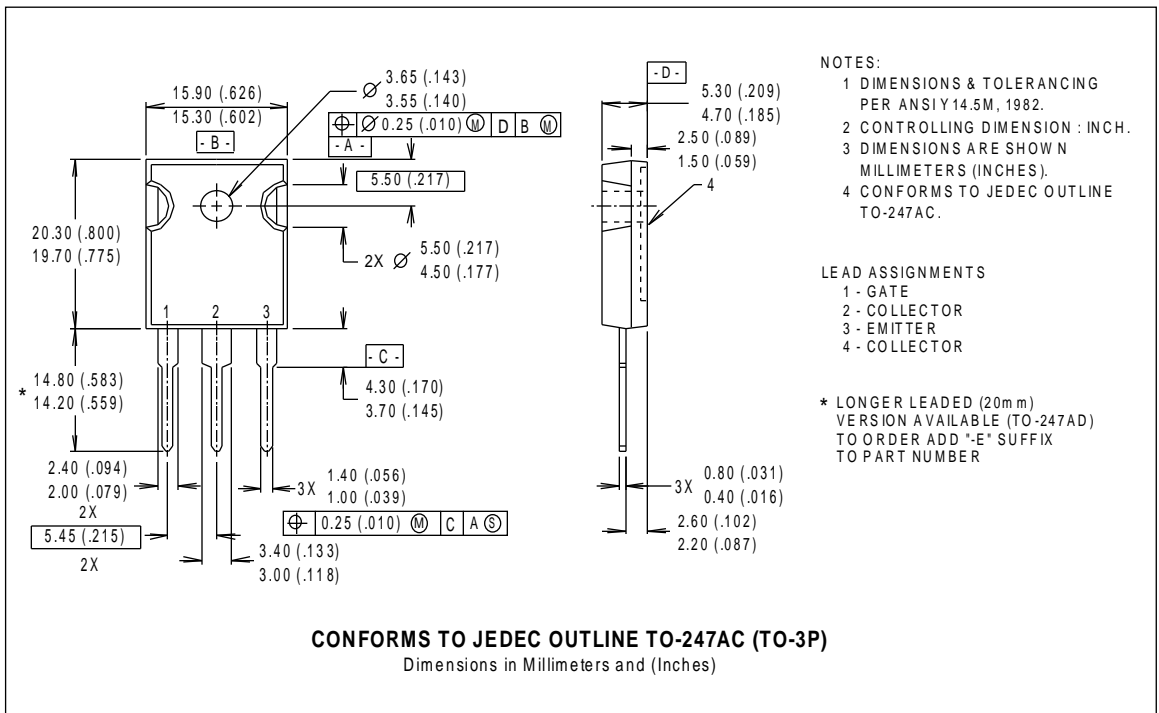 15.90 (.626)
15.30 (.602)
- B -
Ø 3.65 (.143)
3.55 (.140)
⌖ Ø 0.25 (.010) Ⓜ D B Ⓜ
- A -
5.50 (.217)
20.30 (.800)
19.70 (.775)
2X Ø 5.50 (.217)
4.50 (.177)
1 2 3
- C -
* 14.80 (.583)
14.20 (.559)
4.30 (.170)
3.70 (.145)
2.40 (.094)
2.00 (.079)
2X
5.45 (.215)
2X
3X 1.40 (.056)
1.00 (.039)
⌖ 0.25 (.010) Ⓜ C A Ⓢ
3.40 (.133)
3.00 (.118)
- D -
5.30 (.209)
4.70 (.185)
2.50 (.089)
1.50 (.059)
4
3X 0.80 (.031)
0.40 (.016)
2.60 (.102)
2.20 (.087)
NOTES:
1 DIMENSIONS & TOLERANCING
PER ANSI Y14.5M, 1982.
2 CONTROLLING DIMENSION : INCH.
3 DIMENSIONS ARE SHOWN
MILLIMETERS (INCHES).
4 CONFORMS TO JEDEC OUTLINE
TO-247AC.
LEAD ASSIGNMENTS
1 - GATE
2 - COLLECTOR
3 - EMITTER
4 - COLLECTOR
* LONGER LEADED (20mm)
VERSION AVAILABLE (TO-247AD)
TO ORDER ADD "-E" SUFFIX
TO PART NUMBER
CONFORMS TO JEDEC OUTLINE TO-247AC (TO-3P)
Dimensions in Millimeters and (Inches)